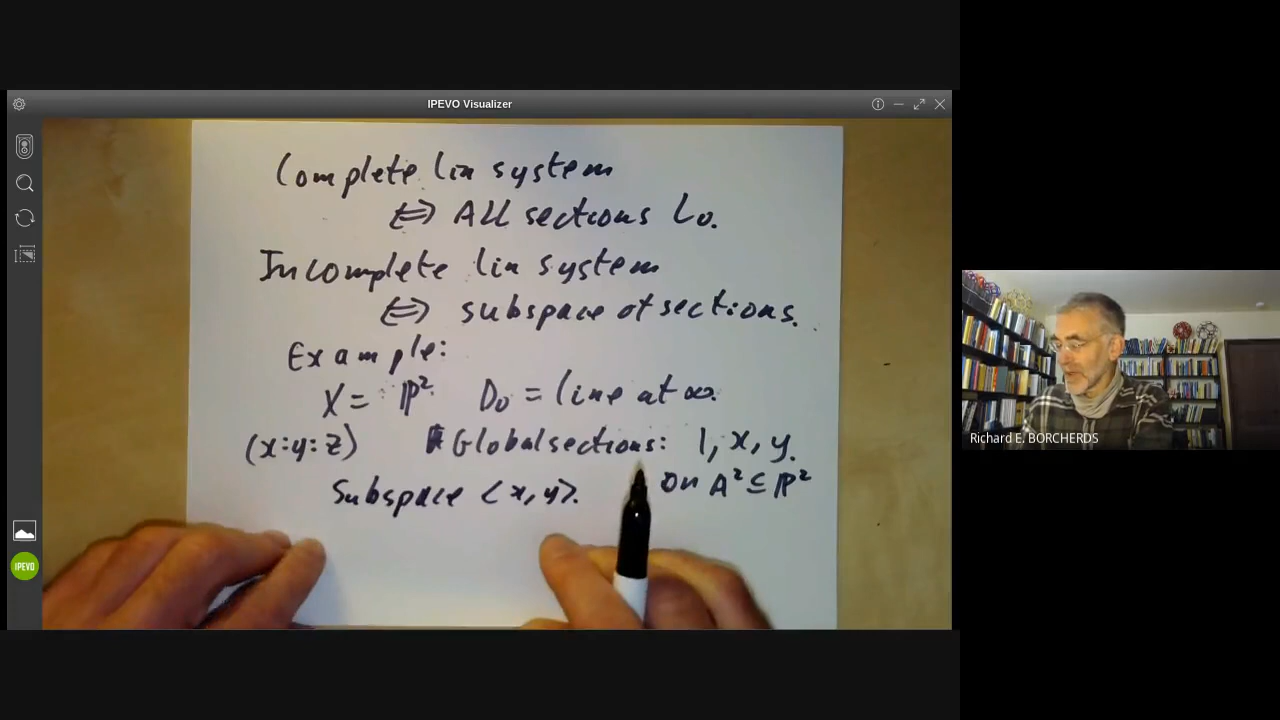 IPEVO Visualizer
Complete lin system
⇔ All sections L₀.
Incomplete lin system
⇔ subspace of sections.
Example:
X = ℙ². D₀ = line at ∞.
(x:y:z) Global sections: 1, x, y.
Subspace <x,y>. on A² ⊆ ℙ²
IPEVO
Richard E. BORCHERDS